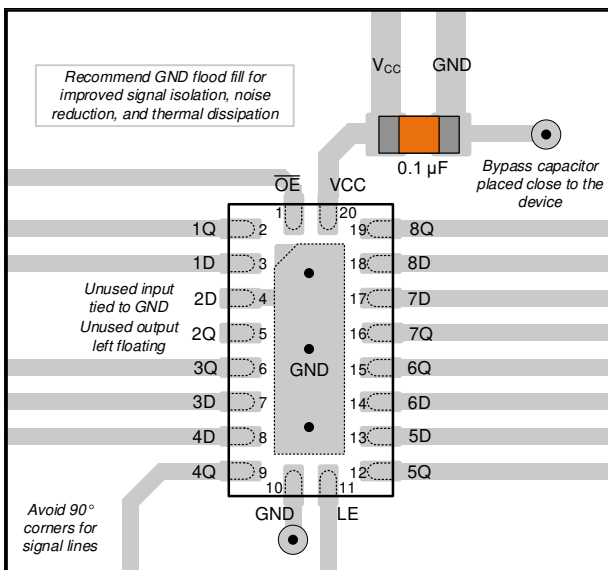 V_CC GND
Recommend GND flood fill for
improved signal isolation, noise
reduction, and thermal dissipation
0.1 µF
Bypass capacitor
placed close to the
device
O̅E̅ VCC
1 20
1Q 2 19 8Q
1D 3 18 8D
Unused input
tied to GND
2D 4 17 7D
Unused output
left floating
2Q 5 16 7Q
GND
3Q 6 15 6Q
3D 7 14 6D
4D 8 13 5D
4Q 9 12 5Q
10 11
GND LE
Avoid 90°
corners for
signal lines